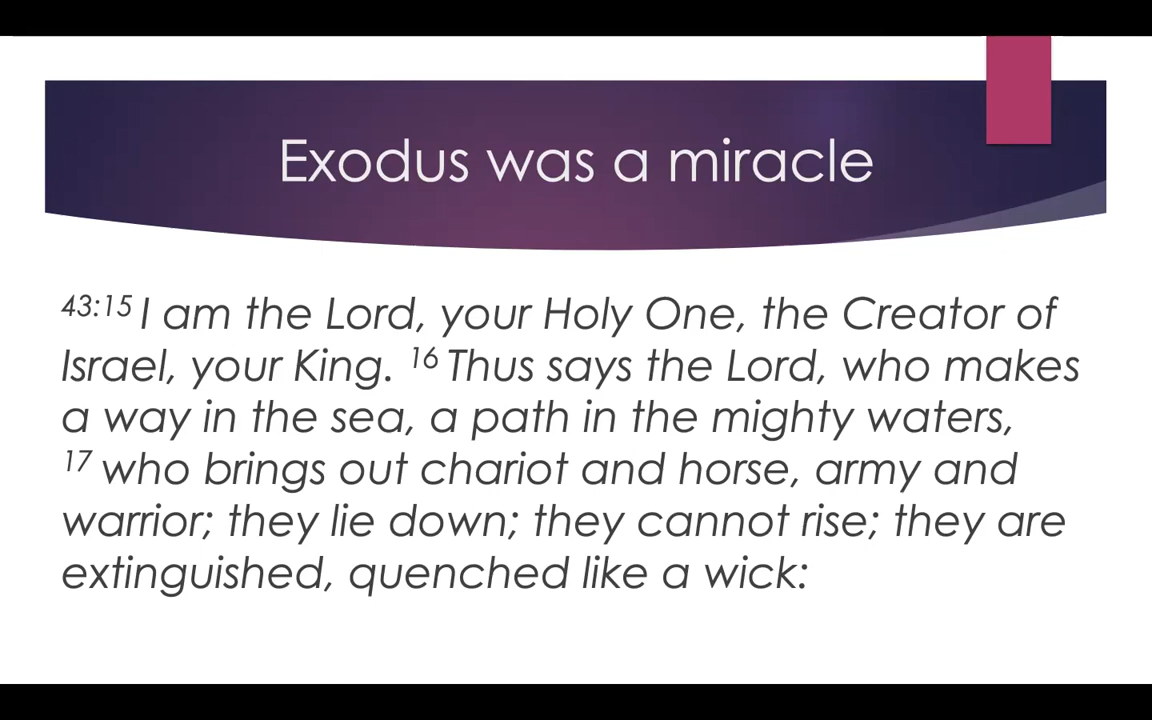 Exodus was a miracle
43:15 I am the Lord, your Holy One, the Creator of
Israel, your King. 16 Thus says the Lord, who makes
a way in the sea, a path in the mighty waters,
17 who brings out chariot and horse, army and
warrior; they lie down; they cannot rise; they are
extinguished, quenched like a wick: